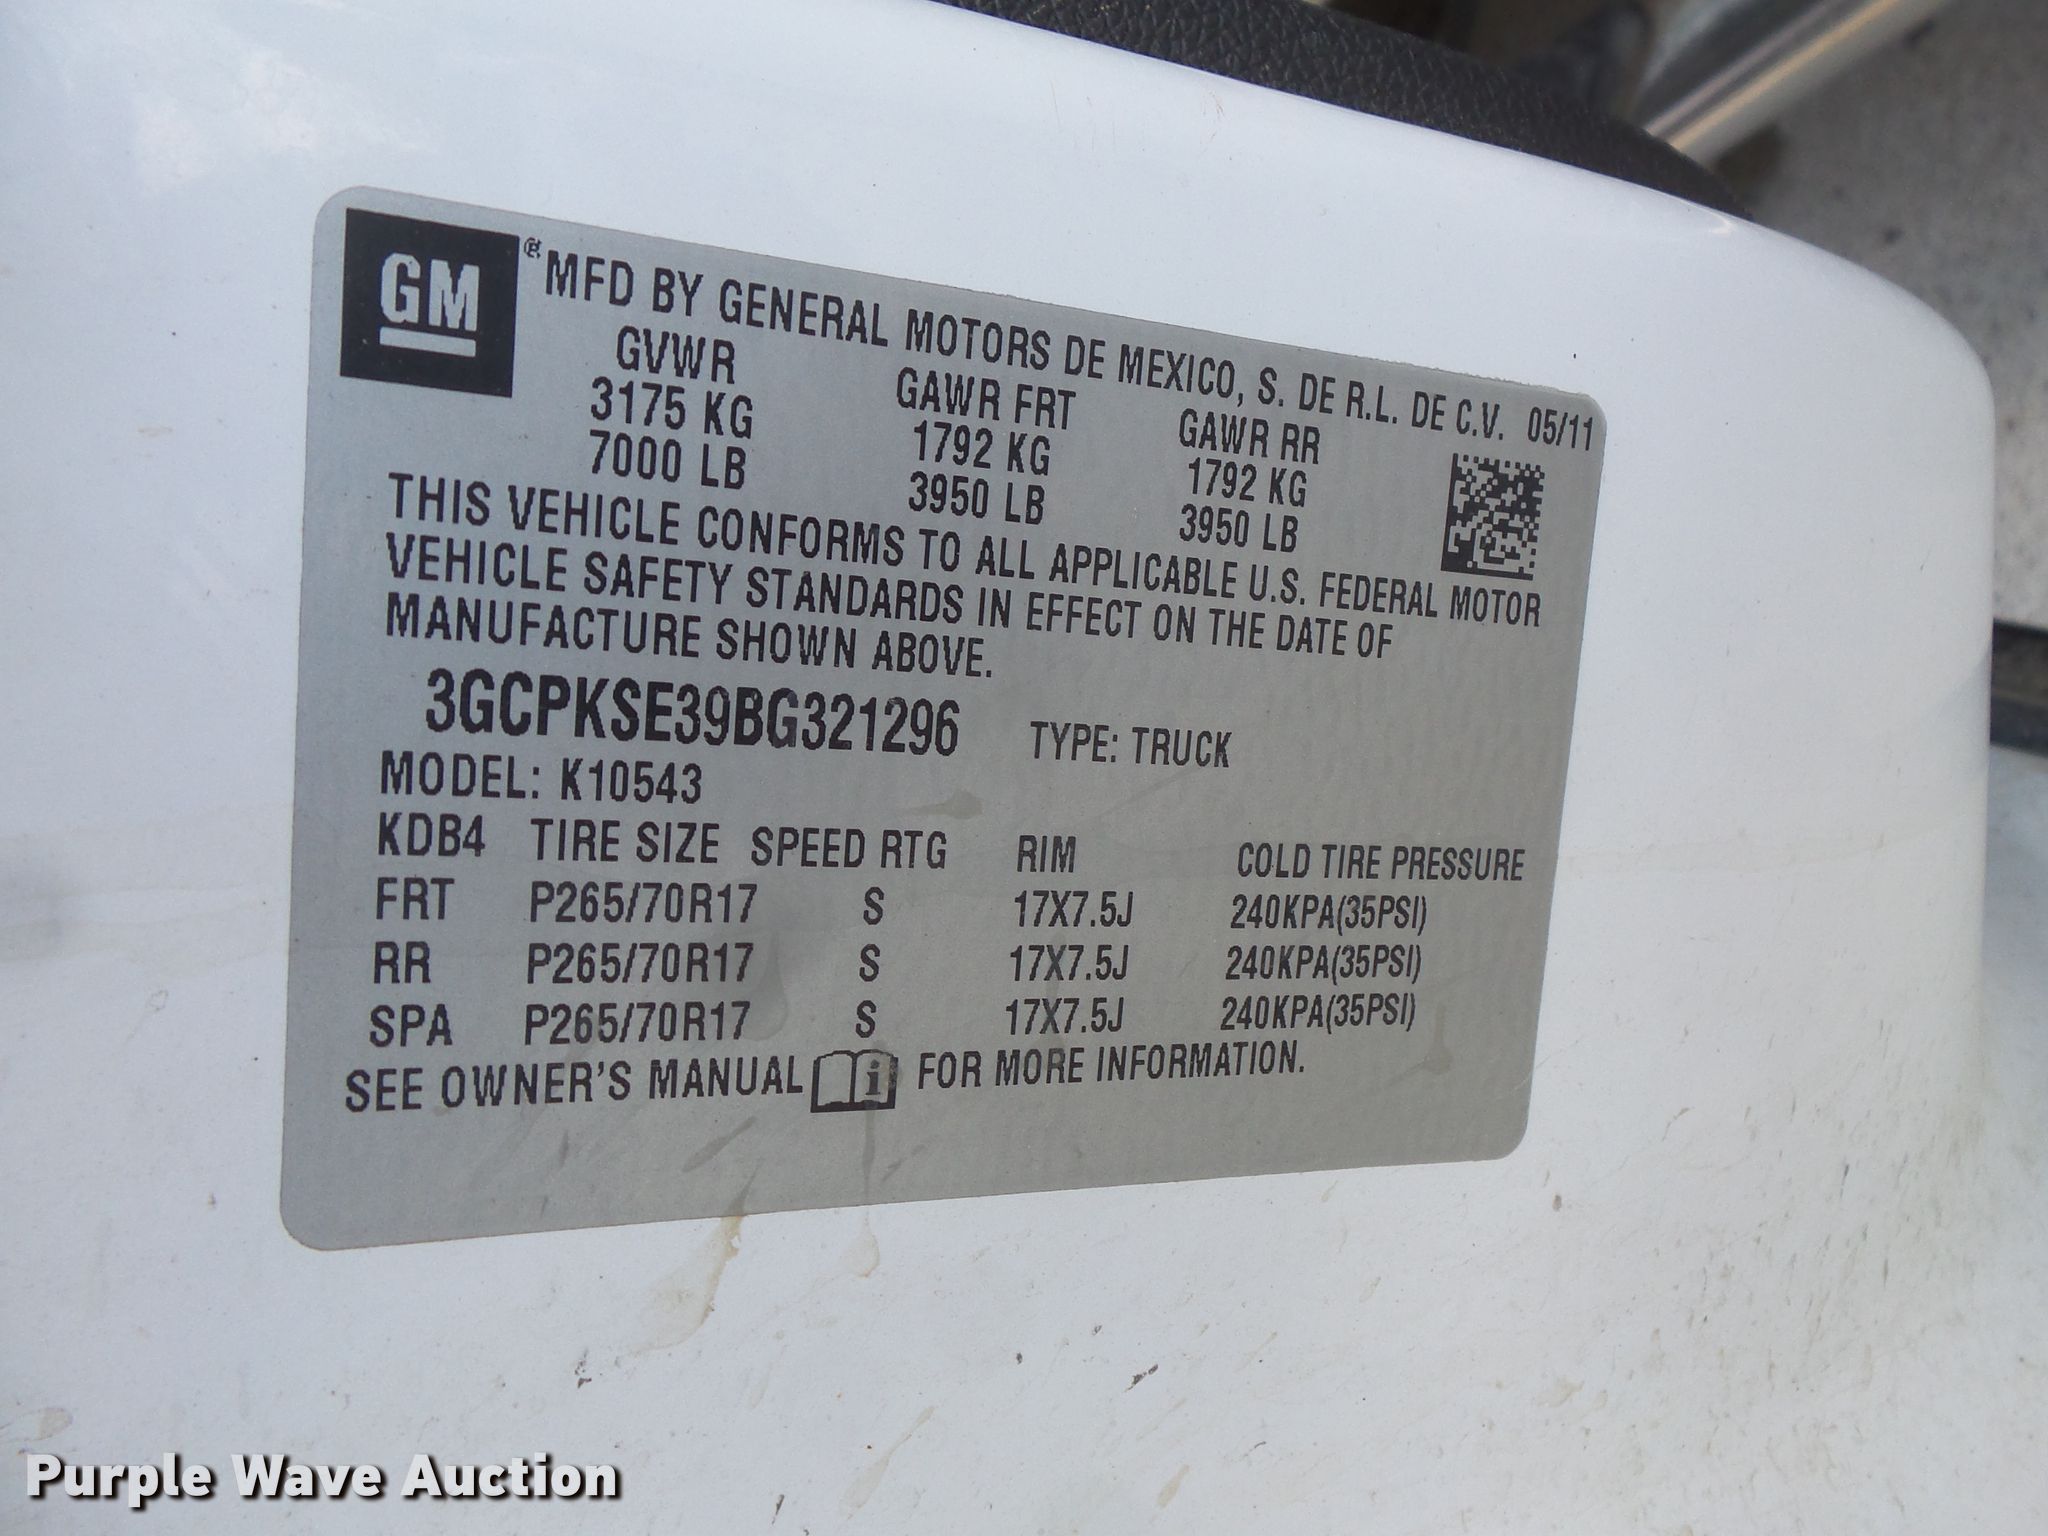 GM ® MFD BY GENERAL MOTORS DE MEXICO, S. DE R.L. DE C.V. 05/11
GVWR GAWR FRT GAWR RR
3175 KG 1792 KG 1792 KG
7000 LB 3950 LB 3950 LB
THIS VEHICLE CONFORMS TO ALL APPLICABLE U.S. FEDERAL MOTOR
VEHICLE SAFETY STANDARDS IN EFFECT ON THE DATE OF
MANUFACTURE SHOWN ABOVE.
3GCPKSE39BG321296 TYPE: TRUCK
MODEL: K10543
KDB4 TIRE SIZE SPEED RTG RIM COLD TIRE PRESSURE
FRT P265/70R17 S 17X7.5J 240KPA(35PSI)
RR P265/70R17 S 17X7.5J 240KPA(35PSI)
SPA P265/70R17 S 17X7.5J 240KPA(35PSI)
SEE OWNER'S MANUAL i FOR MORE INFORMATION.
Purple Wave Auction